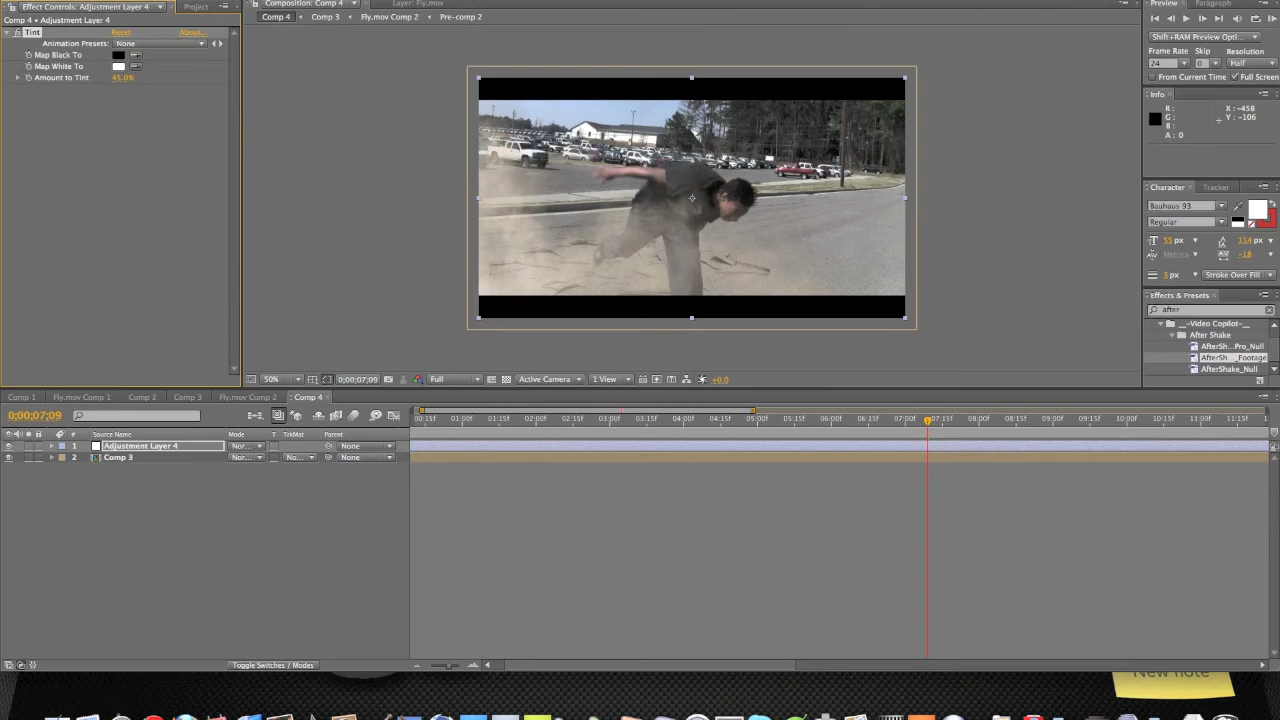 Effect Controls: Adjustment Layer 4
Project
Composition: Comp 4
Layer: Fly.mov
Preview
Paragraph
Comp 4 • Adjustment Layer 4
Comp 4
Comp 3
Fly.mov Comp 2
Pre-comp 2
fx Tint
Reset
About...
Animation Presets: None
Map Black To
Map White To
Amount to Tint
45.0%
Shift+RAM Preview Opti...
Frame Rate
Skip
Resolution
24
0
Half
From Current Time
Full Screen
Info
R :
G :
B :
A : 0
X : -458
Y : -106
Character
Tracker
Bauhaus 93
Regular
55 px
114 px
Metrics
-18
3 px
Stroke Over Fill
Effects & Presets
after
__-Video Copilot-__
After Shake
AfterSh...Pro_Null
AfterSh..._Footage
AfterShake_Null
50%
0;00;07;09
Full
Active Camera
1 View
+0.0
Comp 1
Fly.mov Comp 1
Comp 2
Comp 3
Fly.mov Comp 2
Comp 4
0;00;07;09
00:15f
01:00f
01:15f
02:00f
02:15f
03:00f
03:15f
04:00f
04:15f
05:00f
05:15f
06:00f
06:15f
07:00f
07:15f
08:00f
08:15f
09:00f
09:15f
10:00f
10:15f
11:00f
11:15f
#
Source Name
Mode
T
TrkMat
Parent
1
Adjustment Layer 4
Nor...
None
2
Comp 3
Nor...
No...
None
Toggle Switches / Modes
New note